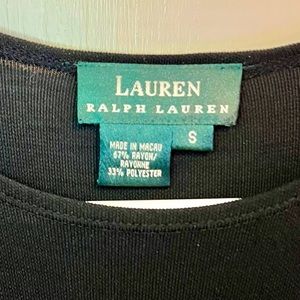 LAUREN
RALPH LAUREN
S
MADE IN MACAU
67% RAYON/
RAYONNE
33% POLYESTER